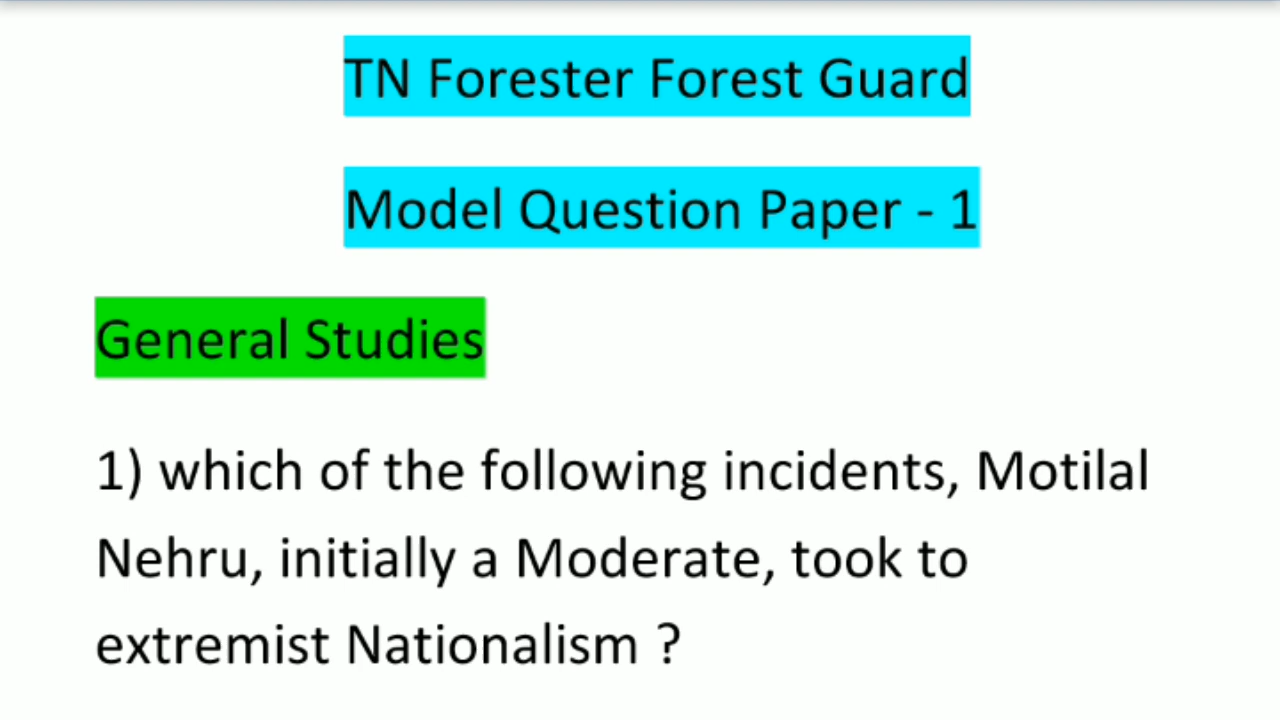 TN Forester Forest Guard
Model Question Paper - 1
General Studies
1) which of the following incidents, Motilal
Nehru, initially a Moderate, took to
extremist Nationalism ?